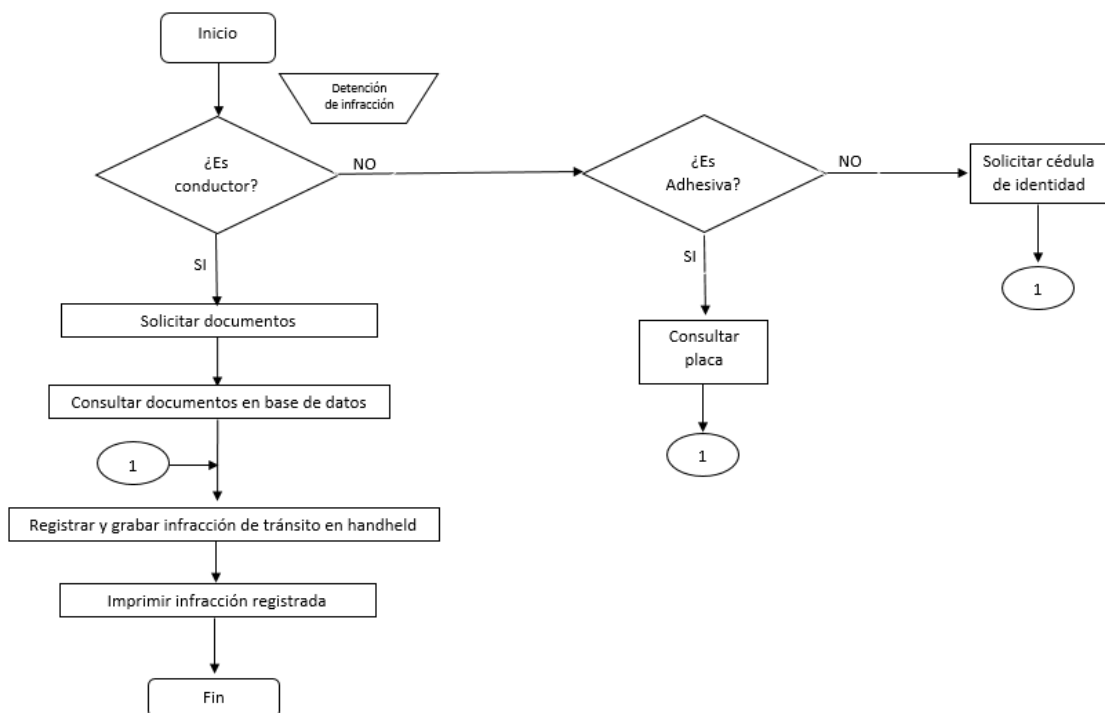 Inicio
Detención
de infracción
¿Es
conductor?
NO
¿Es
Adhesiva?
NO
Solicitar cédula
de identidad
SI
SI
1
Solicitar documentos
Consultar
placa
Consultar documentos en base de datos
1
1
Registrar y grabar infracción de tránsito en handheld
Imprimir infracción registrada
Fin